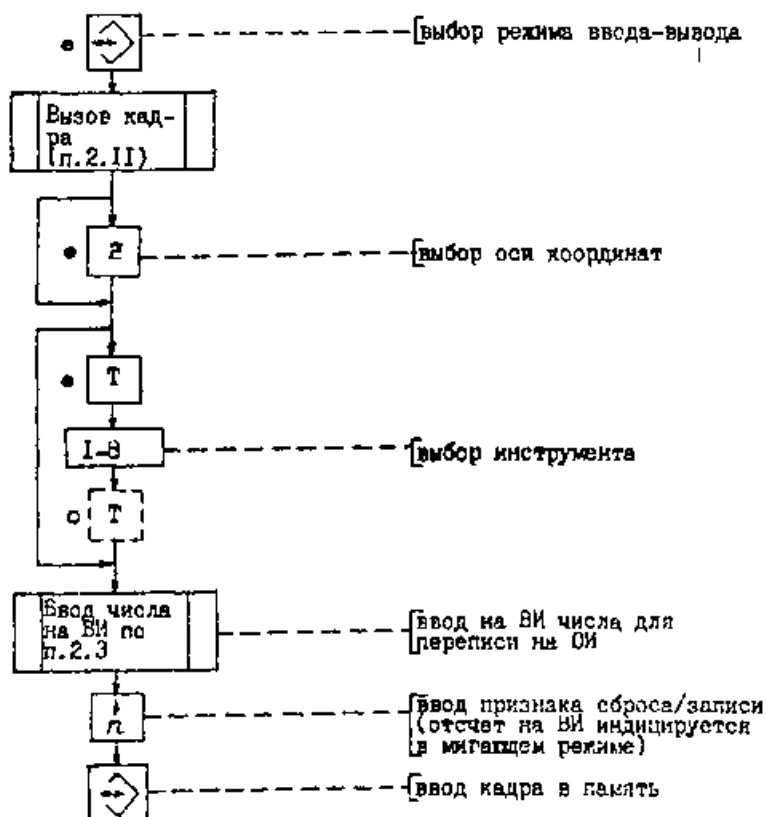 выбор режима ввода-вывода
Вызов кад-
ра
(п.2.II)
2
выбор оси координат
Т
I-8
выбор инструмента
Т
Ввод числа
на ВИ по
п.2.3
ввод на ВИ числа для
переписи на ОИ
n
ввод признака сброса/записи
(отсчет на ВИ индицируется
в мигающем режиме)
ввод кадра в память